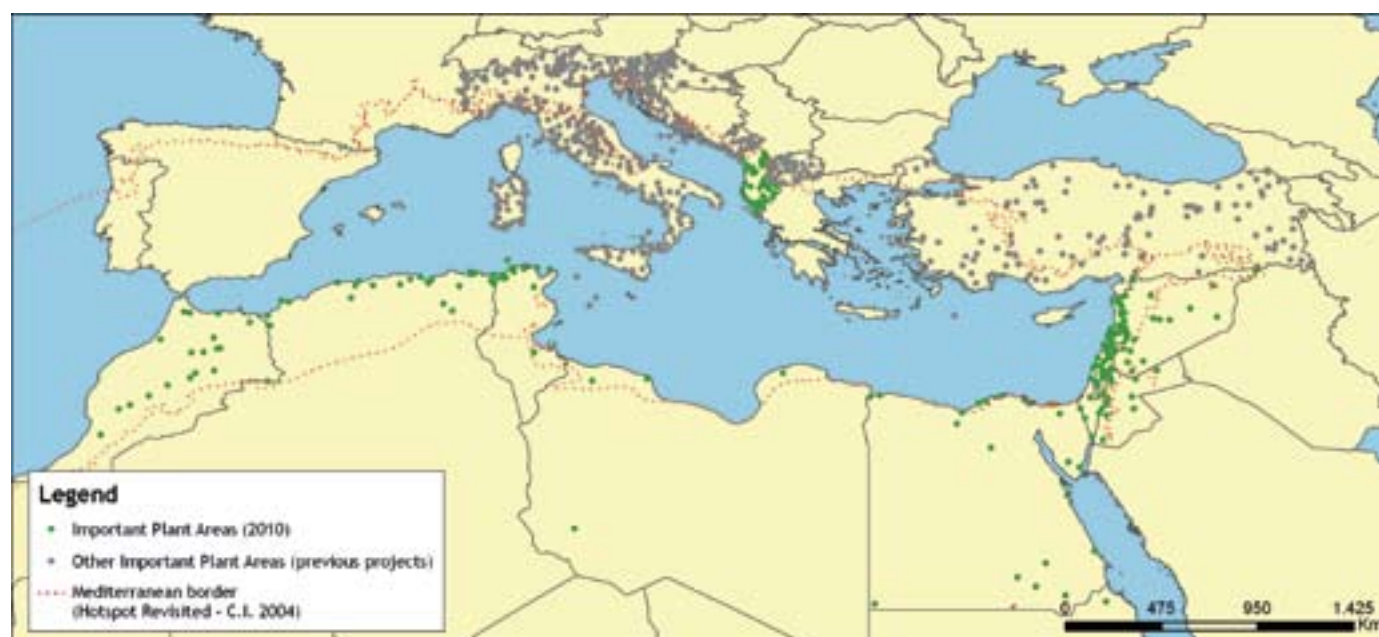 Legend
Important Plant Areas (2010)
Other Important Plant Areas (previous projects)
Mediterranean border
(Hotspot Revisited - C.I. 2004)
0 475 950 1.425
Km